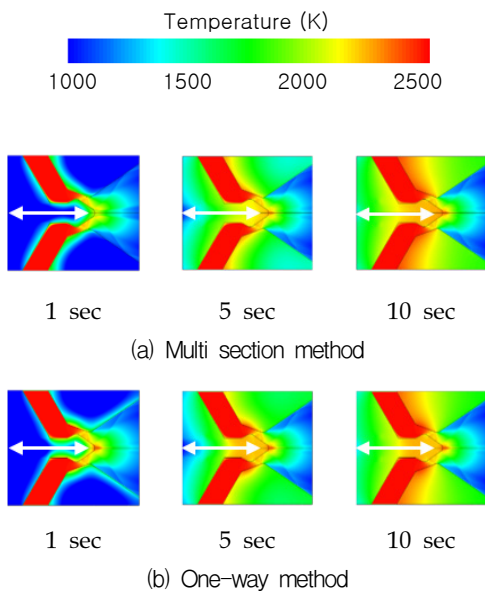 Temperature (K)
1000 1500 2000 2500
1 sec 5 sec 10 sec
(a) Multi section method
1 sec 5 sec 10 sec
(b) One-way method